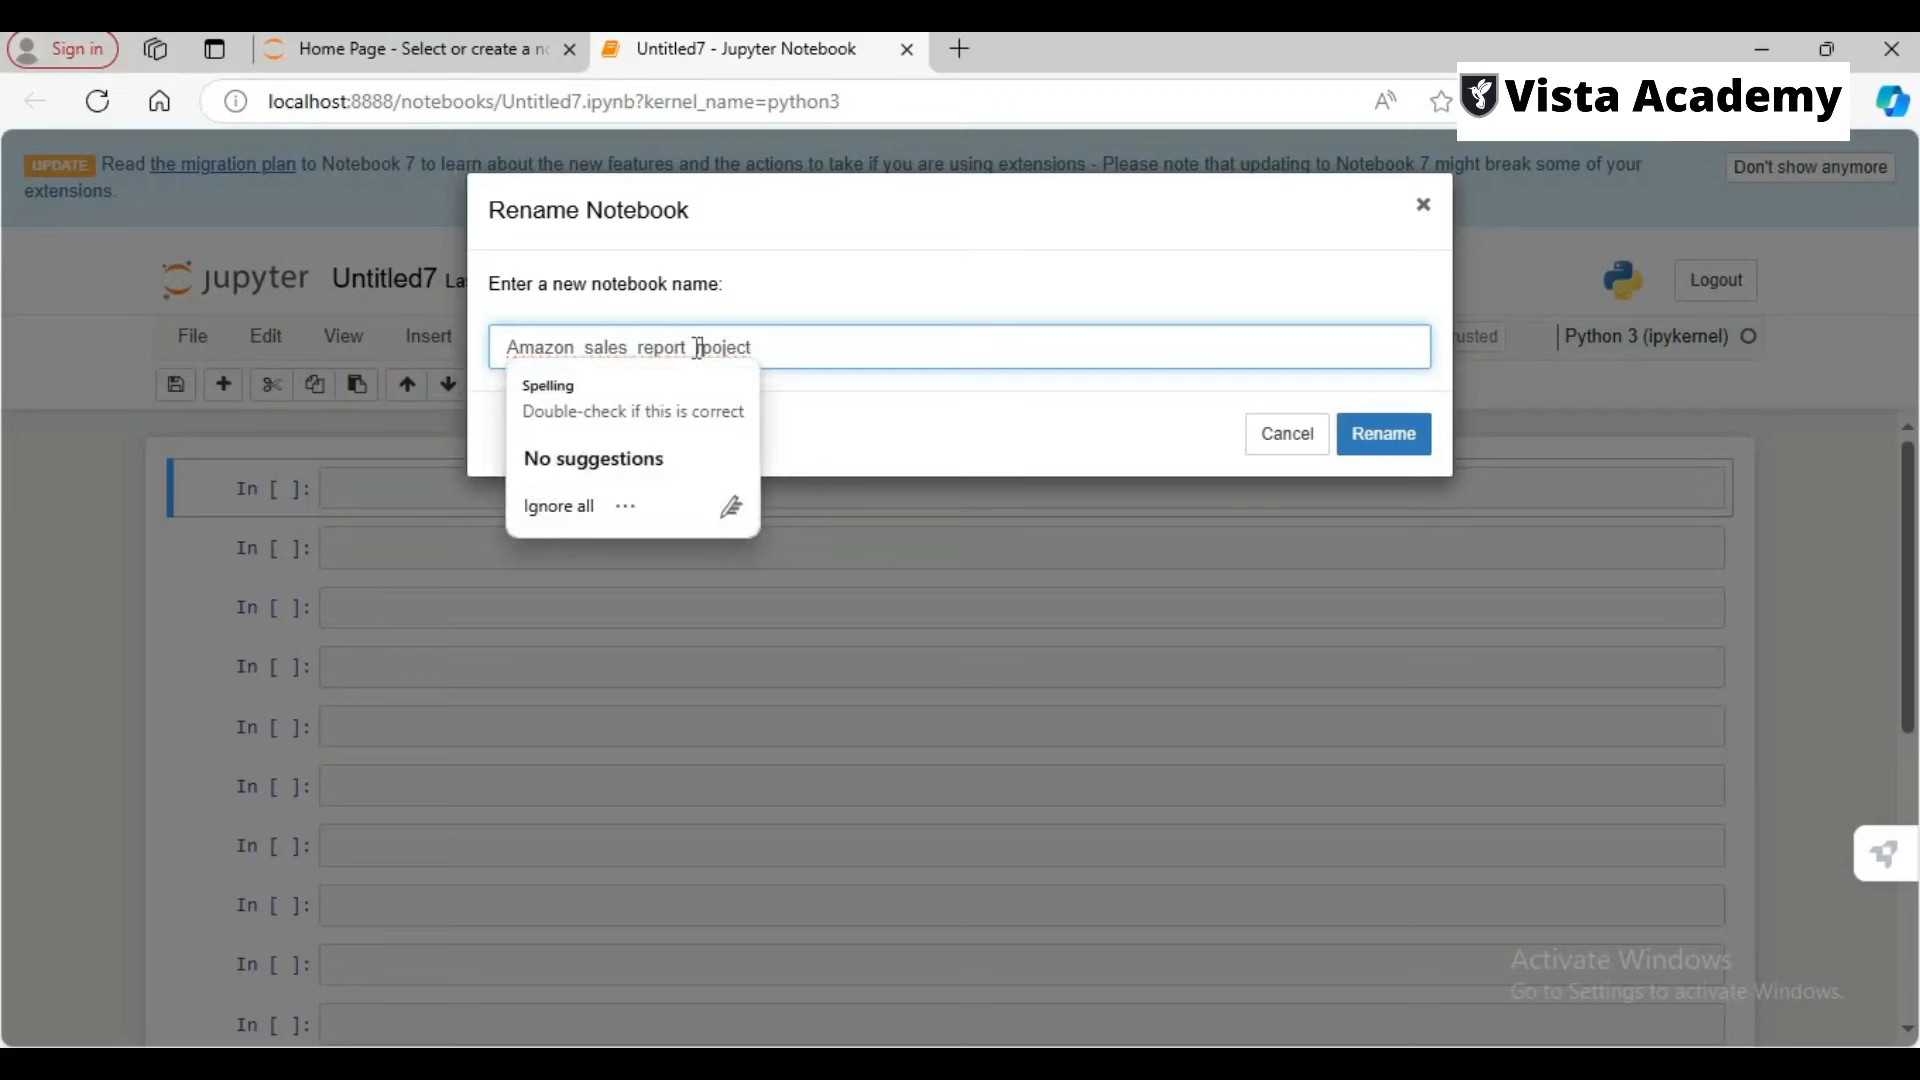 Sign in
Home Page - Select or create a no
Untitled7 - Jupyter Notebook
localhost:8888/notebooks/Untitled7.ipynb?kernel_name=python3
Vista Academy
UPDATE Read the migration plan to Notebook 7 to learn about the new features and the actions to take if you are using extensions - Please note that updating to Notebook 7 might break some of your
extensions.
Don't show anymore
Rename Notebook
jupyter Untitled7 La
Logout
Enter a new notebook name:
File Edit View Insert
usted
Python 3 (ipykernel)
Amazon_sales_report
Spelling
Double-check if this is correct
No suggestions
Ignore all
Cancel
Rename
In [ ]:
In [ ]:
In [ ]:
In [ ]:
In [ ]:
In [ ]:
In [ ]:
In [ ]:
In [ ]:
In [ ]:
Activate Windows
Go to Settings to activate Windows.